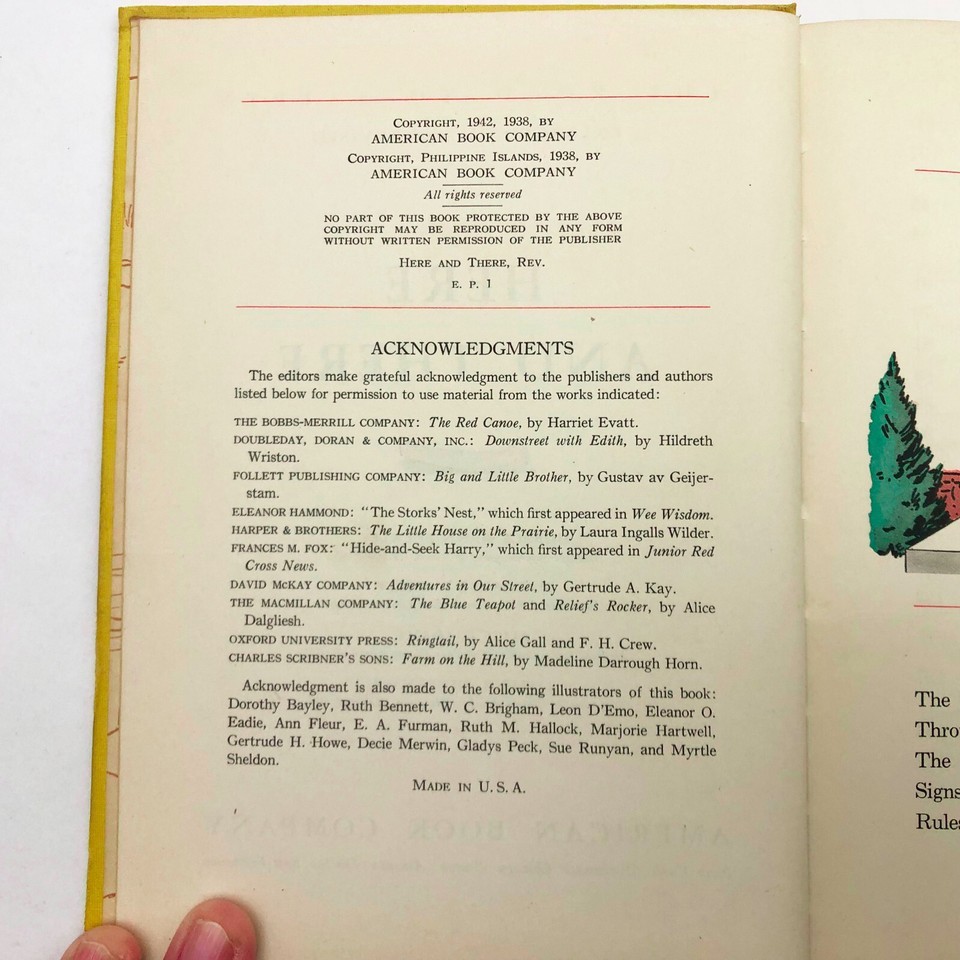 COPYRIGHT, 1942, 1938, BY
AMERICAN BOOK COMPANY
COPYRIGHT, PHILIPPINE ISLANDS, 1938, BY
AMERICAN BOOK COMPANY
All rights reserved
NO PART OF THIS BOOK PROTECTED BY THE ABOVE
COPYRIGHT MAY BE REPRODUCED IN ANY FORM
WITHOUT WRITTEN PERMISSION OF THE PUBLISHER
HERE AND THERE, REV.
E. P. 1
ACKNOWLEDGMENTS
The editors make grateful acknowledgment to the publishers and authors
listed below for permission to use material from the works indicated:
THE BOBBS-MERRILL COMPANY: The Red Canoe, by Harriet Evatt.
DOUBLEDAY, DORAN & COMPANY, INC.: Downstreet with Edith, by Hildreth
Wriston.
FOLLETT PUBLISHING COMPANY: Big and Little Brother, by Gustav av Geijer-
stam.
ELEANOR HAMMOND: "The Storks' Nest," which first appeared in Wee Wisdom.
HARPER & BROTHERS: The Little House on the Prairie, by Laura Ingalls Wilder.
FRANCES M. FOX: "Hide-and-Seek Harry," which first appeared in Junior Red
Cross News.
DAVID McKAY COMPANY: Adventures in Our Street, by Gertrude A. Kay.
THE MACMILLAN COMPANY: The Blue Teapot and Relief's Rocker, by Alice
Dalgliesh.
OXFORD UNIVERSITY PRESS: Ringtail, by Alice Gall and F. H. Crew.
CHARLES SCRIBNER'S SONS: Farm on the Hill, by Madeline Darrough Horn.
Acknowledgment is also made to the following illustrators of this book:
Dorothy Bayley, Ruth Bennett, W. C. Brigham, Leon D'Emo, Eleanor O.
Eadie, Ann Fleur, E. A. Furman, Ruth M. Hallock, Marjorie Hartwell,
Gertrude H. Howe, Decie Merwin, Gladys Peck, Sue Runyan, and Myrtle
Sheldon.
MADE IN U. S. A.
The
Thro
The
Signs
Rules